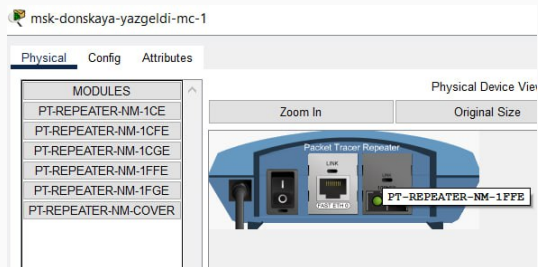 msk-donskaya-yazgeldi-mc-1
Physical Config Attributes
MODULES
PT-REPEATER-NM-1CE
PT-REPEATER-NM-1CFE
PT-REPEATER-NM-1CGE
PT-REPEATER-NM-1FFE
PT-REPEATER-NM-1FGE
PT-REPEATER-NM-COVER
Physical Device Vie
Zoom In Original Size
Packet Tracer Repeater
LINK
FAST ETH 0
PT-REPEATER-NM-1FFE